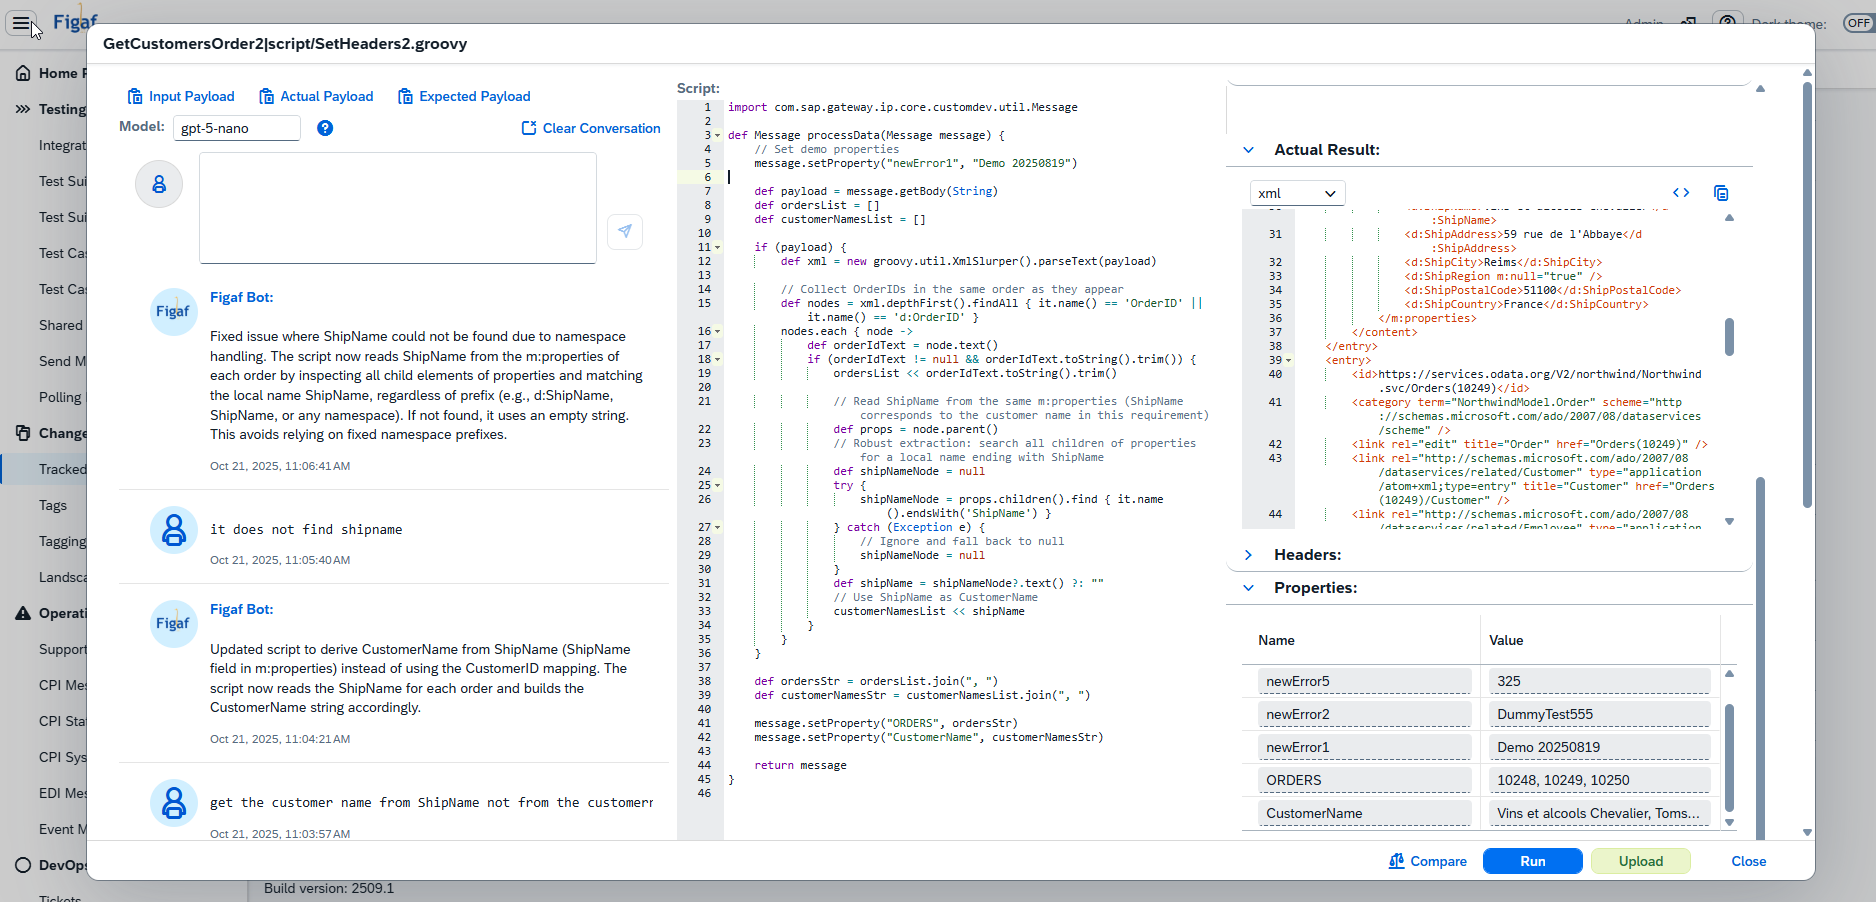 Figaf
Admin
Dark theme:
OFF
GetCustomersOrder2|script/SetHeaders2.groovy
Home
Testing
Integrat
Test Sui
Test Sui
Test Cas
Test Cas
Shared
Send M
Polling
Change
Tracked
Tags
Tagging
Landsca
Operati
Support
CPI Mes
CPI Stat
CPI Sys
EDI Mes
Event M
DevOps
Tickets
Input Payload
Actual Payload
Expected Payload
Model:
gpt-5-nano
Clear Conversation
Figaf
Figaf Bot:
Fixed issue where ShipName could not be found due to namespace
handling. The script now reads ShipName from the m:properties of
each order by inspecting all child elements of properties and matching
the local name ShipName, regardless of prefix (e.g., d:ShipName,
ShipName, or any namespace). If not found, it uses an empty string.
This avoids relying on fixed namespace prefixes.
Oct 21, 2025, 11:06:41 AM
it does not find shipname
Oct 21, 2025, 11:05:40 AM
Figaf
Figaf Bot:
Updated script to derive CustomerName from ShipName (ShipName
field in m:properties) instead of using the CustomerID mapping. The
script now reads the ShipName for each order and builds the
CustomerName string accordingly.
Oct 21, 2025, 11:04:21 AM
get the customer name from ShipName not from the customerr
Oct 21, 2025, 11:03:57 AM
Script:
1 import com.sap.gateway.ip.core.customdev.util.Message
2
3 def Message processData(Message message) {
4 // Set demo properties
5 message.setProperty("newError1", "Demo 20250819")
6
7 def payload = message.getBody(String)
8 def ordersList = []
9 def customerNamesList = []
10
11 if (payload) {
12 def xml = new groovy.util.XmlSlurper().parseText(payload)
13
14 // Collect OrderIDs in the same order as they appear
15 def nodes = xml.depthFirst().findAll { it.name() == 'OrderID' ||
it.name() == 'd:OrderID' }
16 nodes.each { node ->
17 def orderIdText = node.text()
18 if (orderIdText != null && orderIdText.toString().trim()) {
19 ordersList << orderIdText.toString().trim()
20
21 // Read ShipName from the same m:properties (ShipName
corresponds to the customer name in this requirement)
22 def props = node.parent()
23 // Robust extraction: search all children of properties
for a local name ending with ShipName
24 def shipNameNode = null
25 try {
26 shipNameNode = props.children().find { it.name
().endsWith('ShipName') }
27 } catch (Exception e) {
28 // Ignore and fall back to null
29 shipNameNode = null
30 }
31 def shipName = shipNameNode?.text() ?: ""
32 // Use ShipName as CustomerName
33 customerNamesList << shipName
34 }
35 }
36 }
37
38 def ordersStr = ordersList.join(", ")
39 def customerNamesStr = customerNamesList.join(", ")
40
41 message.setProperty("ORDERS", ordersStr)
42 message.setProperty("CustomerName", customerNamesStr)
43
44 return message
45 }
46
Actual Result:
xml
:ShipName>
31 <d:ShipAddress>59 rue de l'Abbaye</d
:ShipAddress>
32 <d:ShipCity>Reims</d:ShipCity>
33 <d:ShipRegion m:null="true" />
34 <d:ShipPostalCode>51100</d:ShipPostalCode>
35 <d:ShipCountry>France</d:ShipCountry>
36 </m:properties>
37 </content>
38 </entry>
39 <entry>
40 <id>https://services.odata.org/V2/northwind/Northwind
.svc/Orders(10249)</id>
41 <category term="NorthwindModel.Order" scheme="http
://schemas.microsoft.com/ado/2007/08/dataservices
/scheme" />
42 <link rel="edit" title="Order" href="Orders(10249)" />
43 <link rel="http://schemas.microsoft.com/ado/2007/08
/dataservices/related/Customer" type="application
/atom+xml;type=entry" title="Customer" href="Orders
(10249)/Customer" />
44 <link rel="http://schemas.microsoft.com/ado/2007/08
/dataservices/related/Employee" type="application
Headers:
Properties:
Name Value
newError5 325
newError2 DummyTest555
newError1 Demo 20250819
ORDERS 10248, 10249, 10250
CustomerName Vins et alcools Chevalier, Toms...
Compare
Run
Upload
Close
Build version: 2509.1